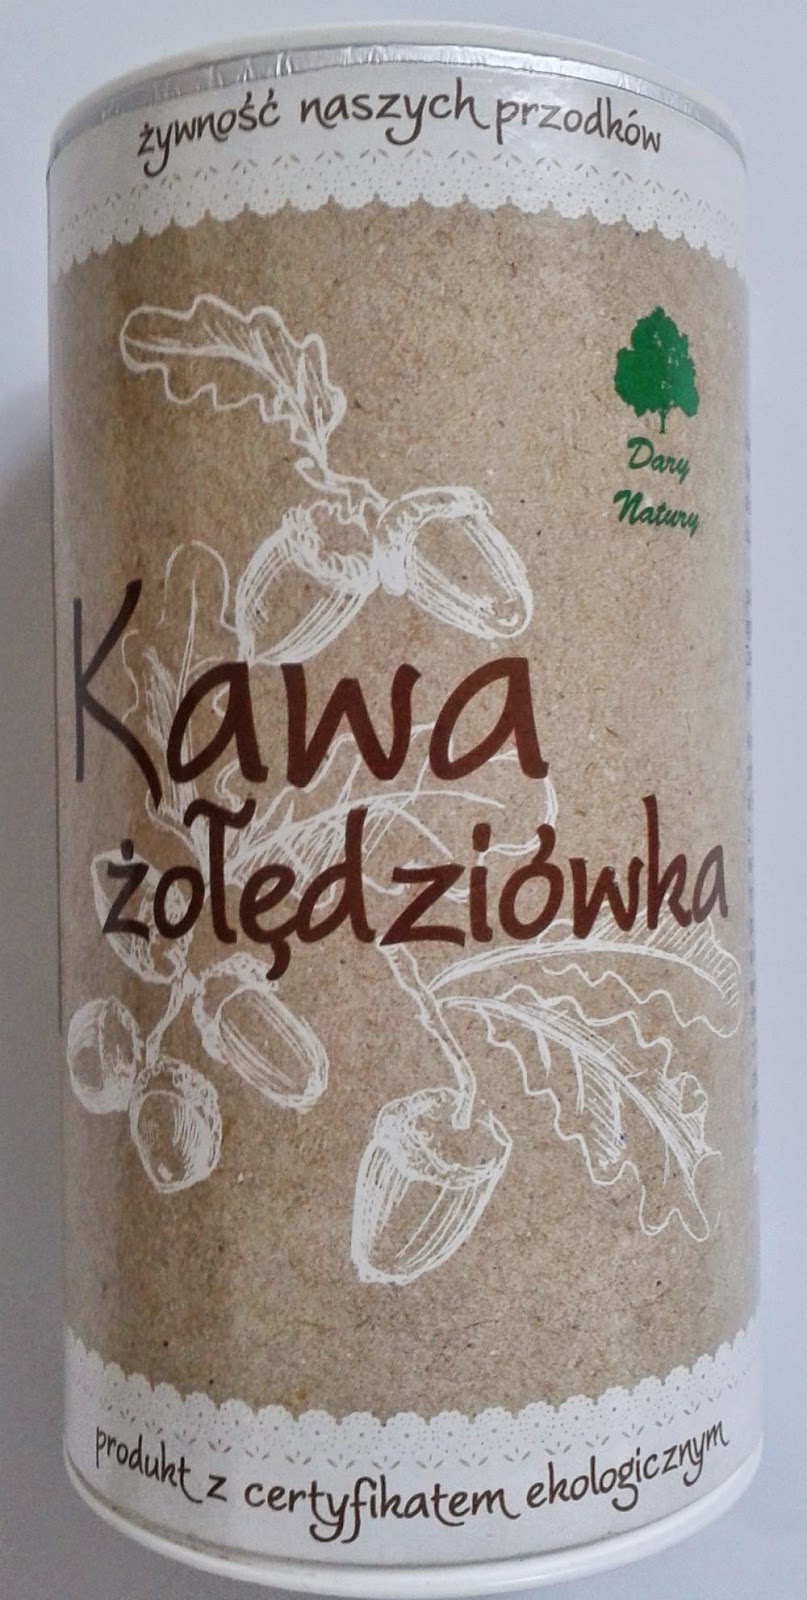 żywność naszych przodków
Dary
Natury
Kawa
żołędziówka
produkt z certyfikatem ekologicznym